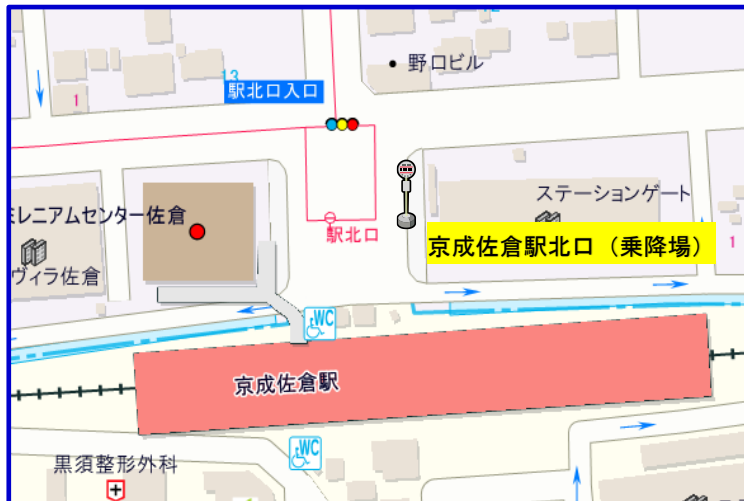 野口ビル
13
駅北口入口
1
ステーションゲート
ミレニアムセンター佐倉
駅北口
京成佐倉駅北口（乗降場）
1
ヴィラ佐倉
WC
京成佐倉駅
WC
黒須整形外科